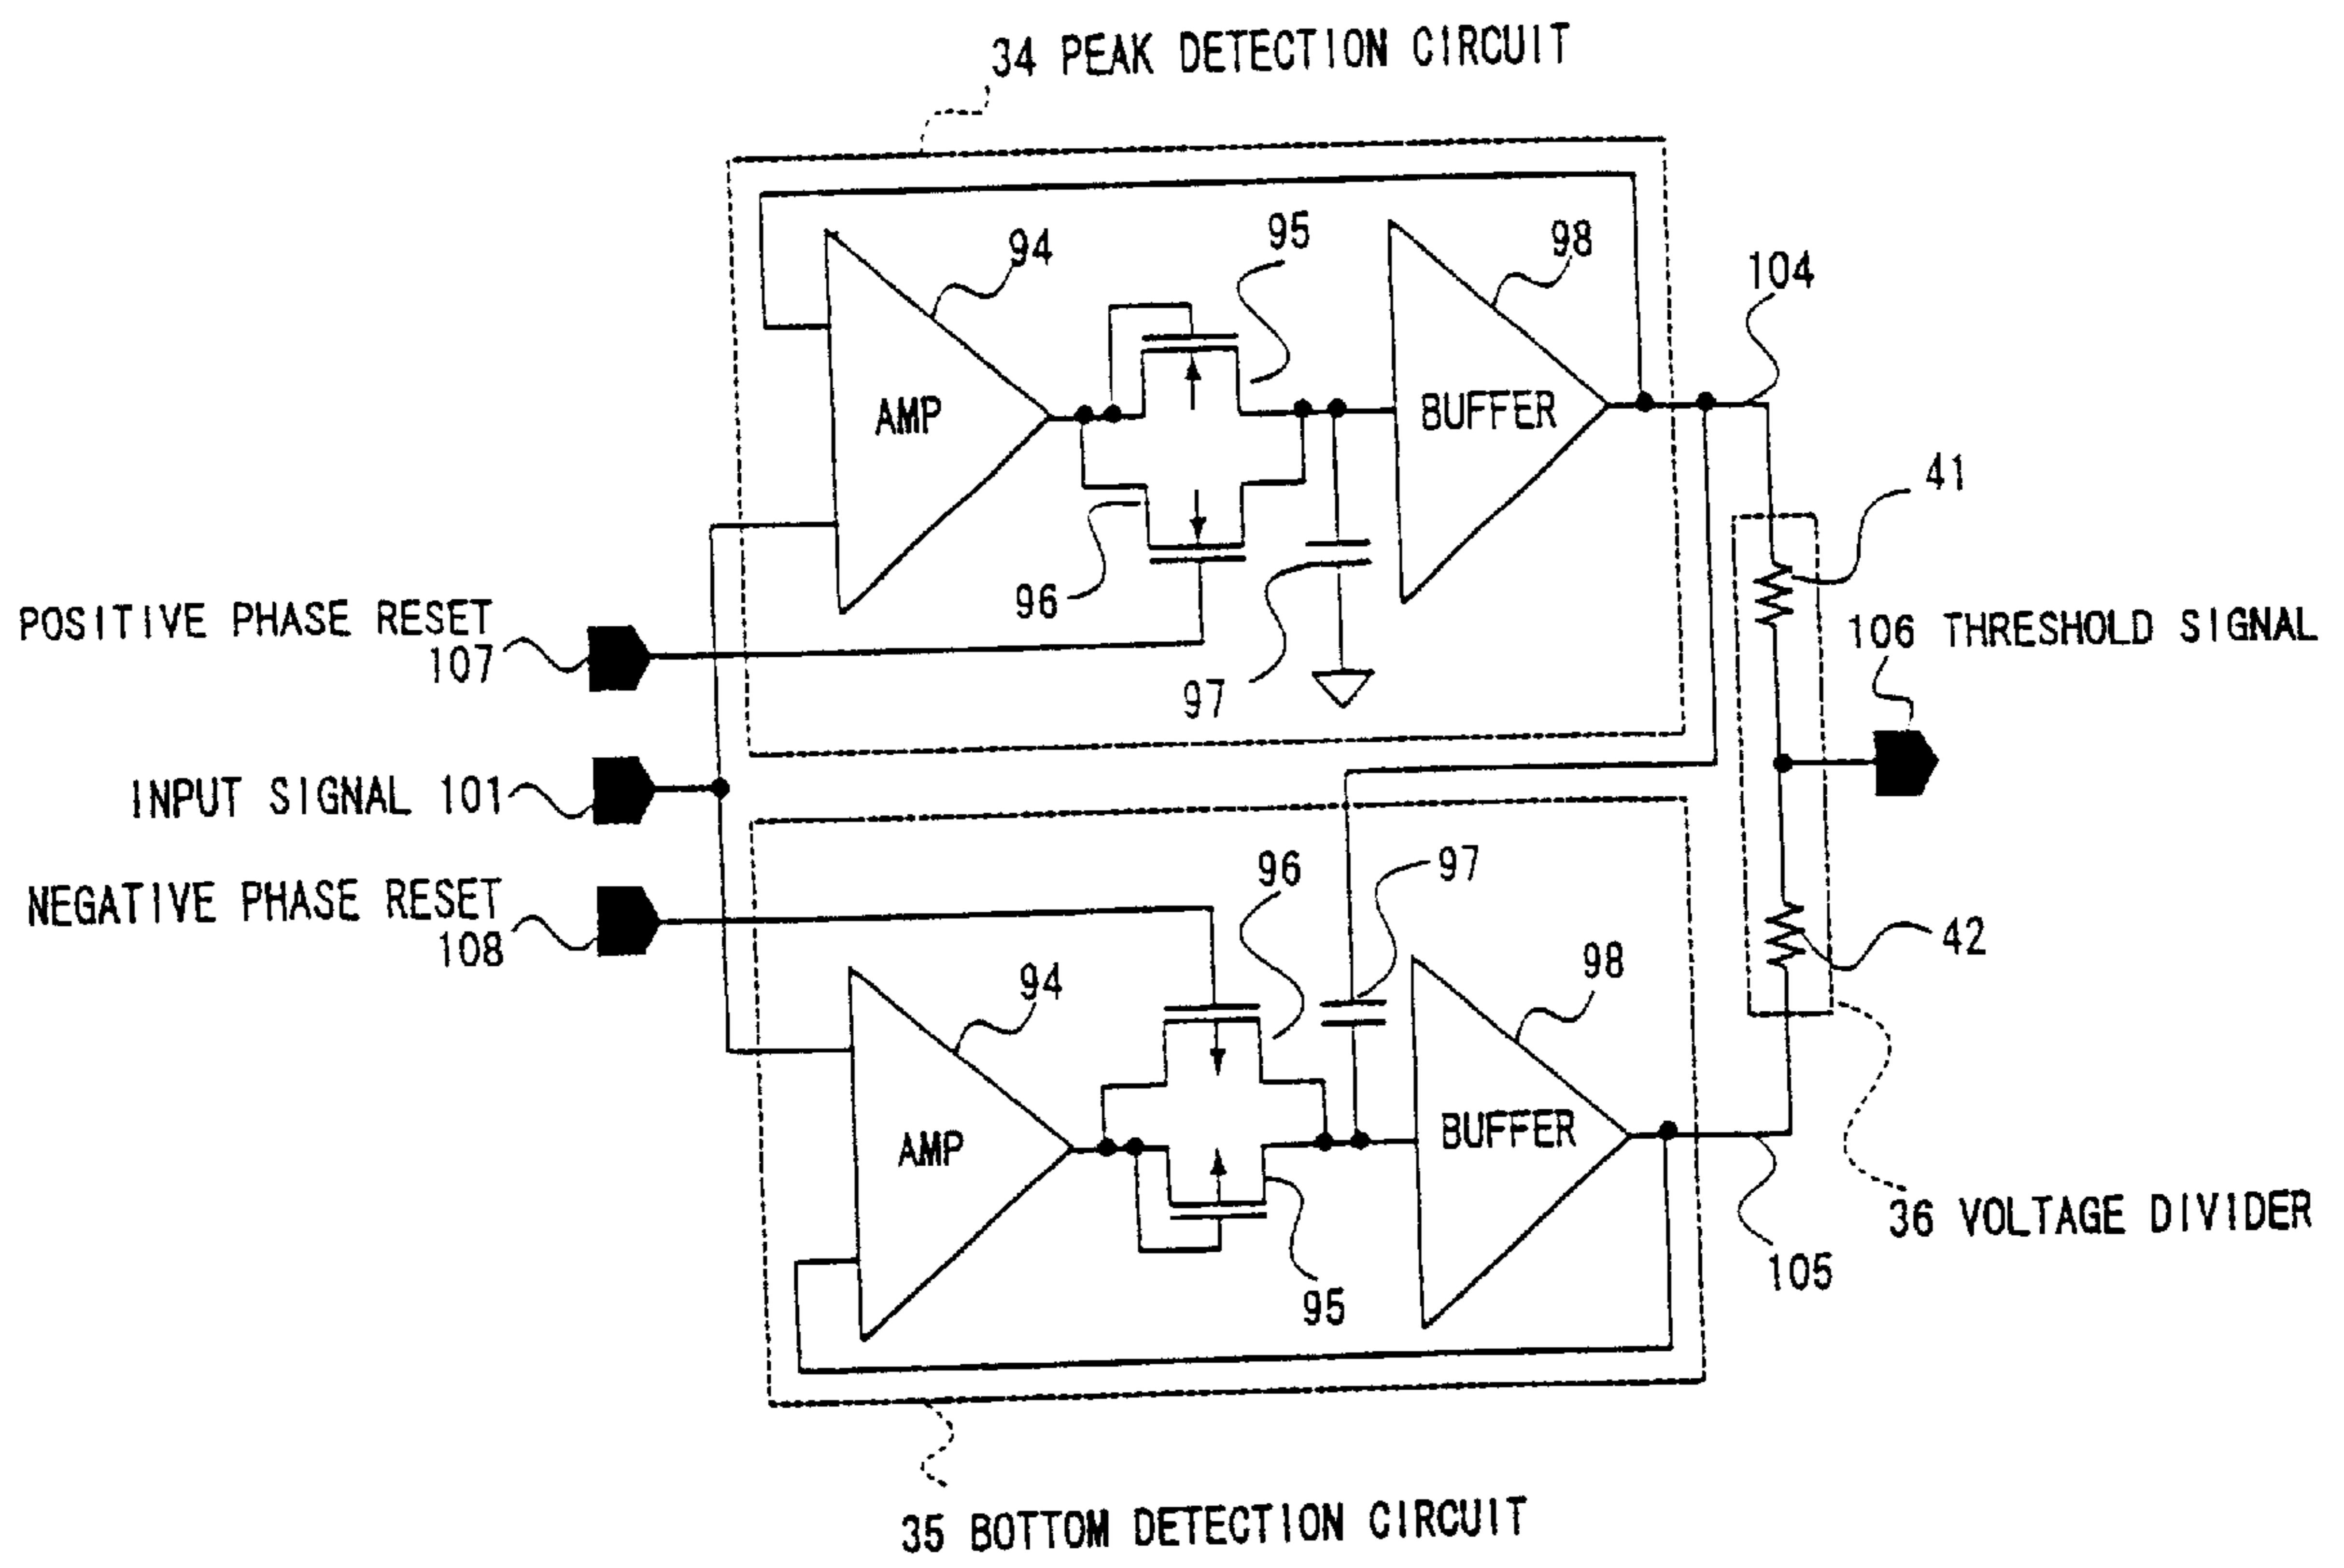 34 PEAK DETECTION CIRCUIT
94
95
98
104
AMP
BUFFER
41
96
97
POSITIVE PHASE RESET
107
106 THRESHOLD SIGNAL
INPUT SIGNAL 101
NEGATIVE PHASE RESET
108
96
97
94
98
42
AMP
BUFFER
95
36 VOLTAGE DIVIDER
105
35 BOTTOM DETECTION CIRCUIT